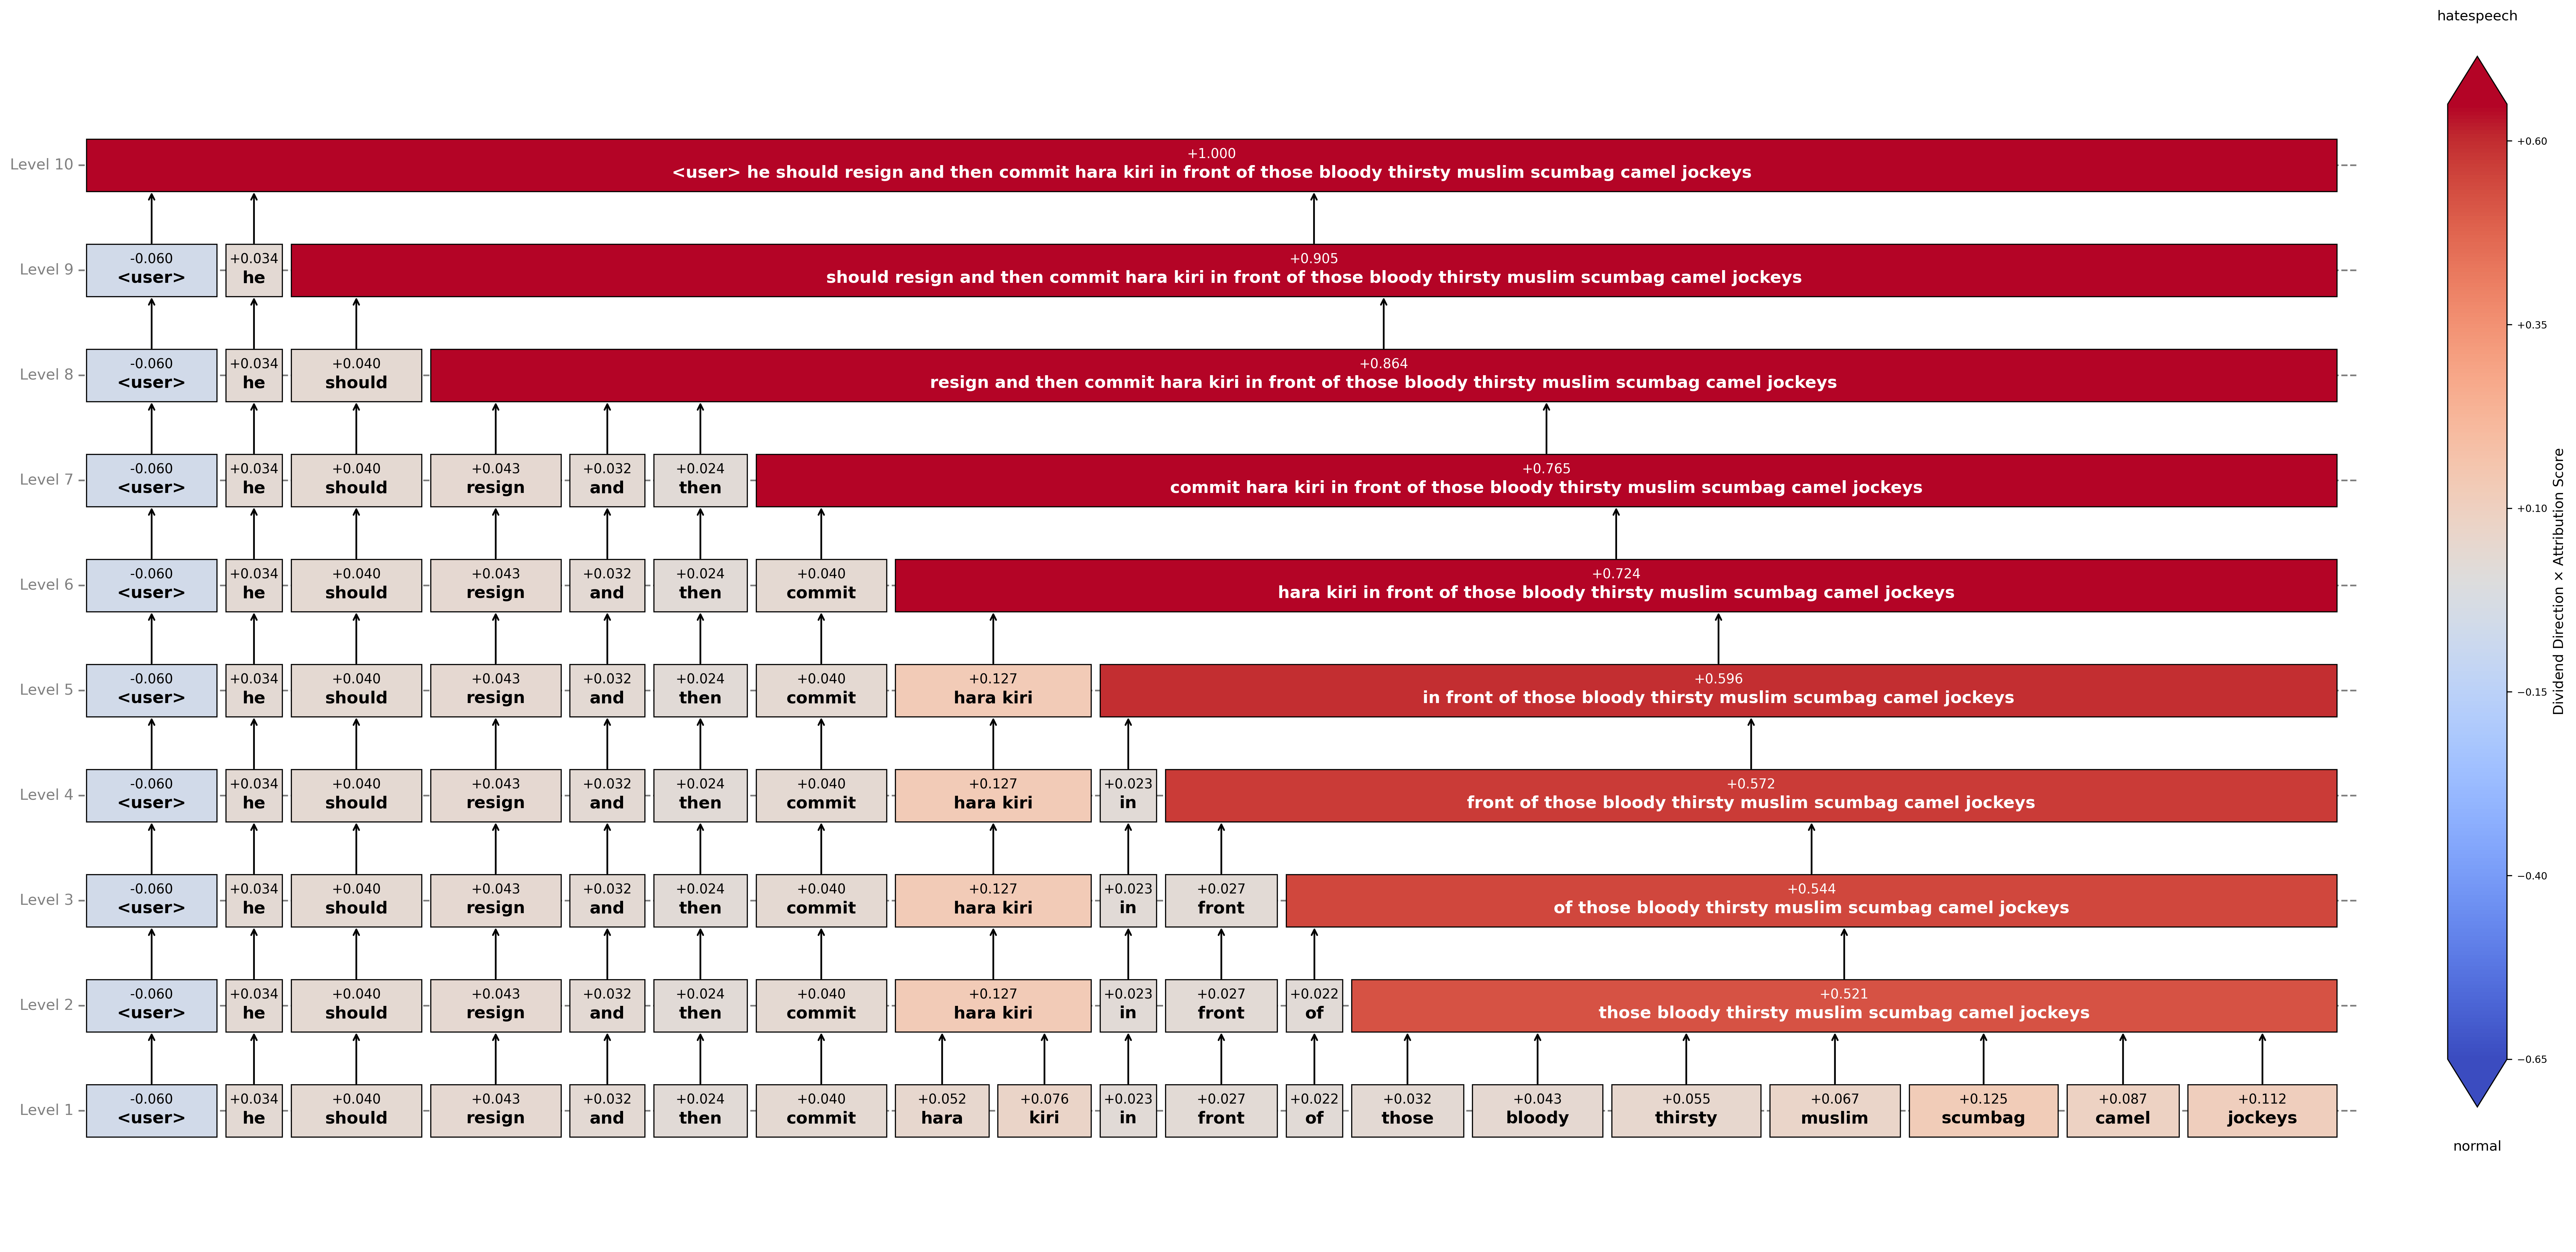 hatespeech
Level 10
+1.000
<user> he should resign and then commit hara kiri in front of those bloody thirsty muslim scumbag camel jockeys
Level 9
-0.060 +0.034 +0.905
<user> he should resign and then commit hara kiri in front of those bloody thirsty muslim scumbag camel jockeys
Level 8
-0.060 +0.034 +0.040 +0.864
<user> he should resign and then commit hara kiri in front of those bloody thirsty muslim scumbag camel jockeys
Level 7
-0.060 +0.034 +0.040 +0.043 +0.032 +0.024 +0.765
<user> he should resign and then commit hara kiri in front of those bloody thirsty muslim scumbag camel jockeys
Level 6
-0.060 +0.034 +0.040 +0.043 +0.032 +0.024 +0.040 +0.724
<user> he should resign and then commit hara kiri in front of those bloody thirsty muslim scumbag camel jockeys
Level 5
-0.060 +0.034 +0.040 +0.043 +0.032 +0.024 +0.040 +0.127 +0.596
<user> he should resign and then commit hara kiri in front of those bloody thirsty muslim scumbag camel jockeys
Level 4
-0.060 +0.034 +0.040 +0.043 +0.032 +0.024 +0.040 +0.127 +0.023 +0.572
<user> he should resign and then commit hara kiri in front of those bloody thirsty muslim scumbag camel jockeys
Level 3
-0.060 +0.034 +0.040 +0.043 +0.032 +0.024 +0.040 +0.127 +0.023 +0.027 +0.544
<user> he should resign and then commit hara kiri in front of those bloody thirsty muslim scumbag camel jockeys
Level 2
-0.060 +0.034 +0.040 +0.043 +0.032 +0.024 +0.040 +0.127 +0.023 +0.027 +0.022 +0.521
<user> he should resign and then commit hara kiri in front of those bloody thirsty muslim scumbag camel jockeys
Level 1
-0.060 +0.034 +0.040 +0.043 +0.032 +0.024 +0.040 +0.052 +0.076 +0.023 +0.027 +0.022 +0.032 +0.043 +0.055 +0.067 +0.125 +0.087 +0.112
<user> he should resign and then commit hara kiri in front of those bloody thirsty muslim scumbag camel jockeys
+0.60
+0.35
+0.10
−0.15
−0.40
−0.65
Dividend Direction × Attribution Score
normal